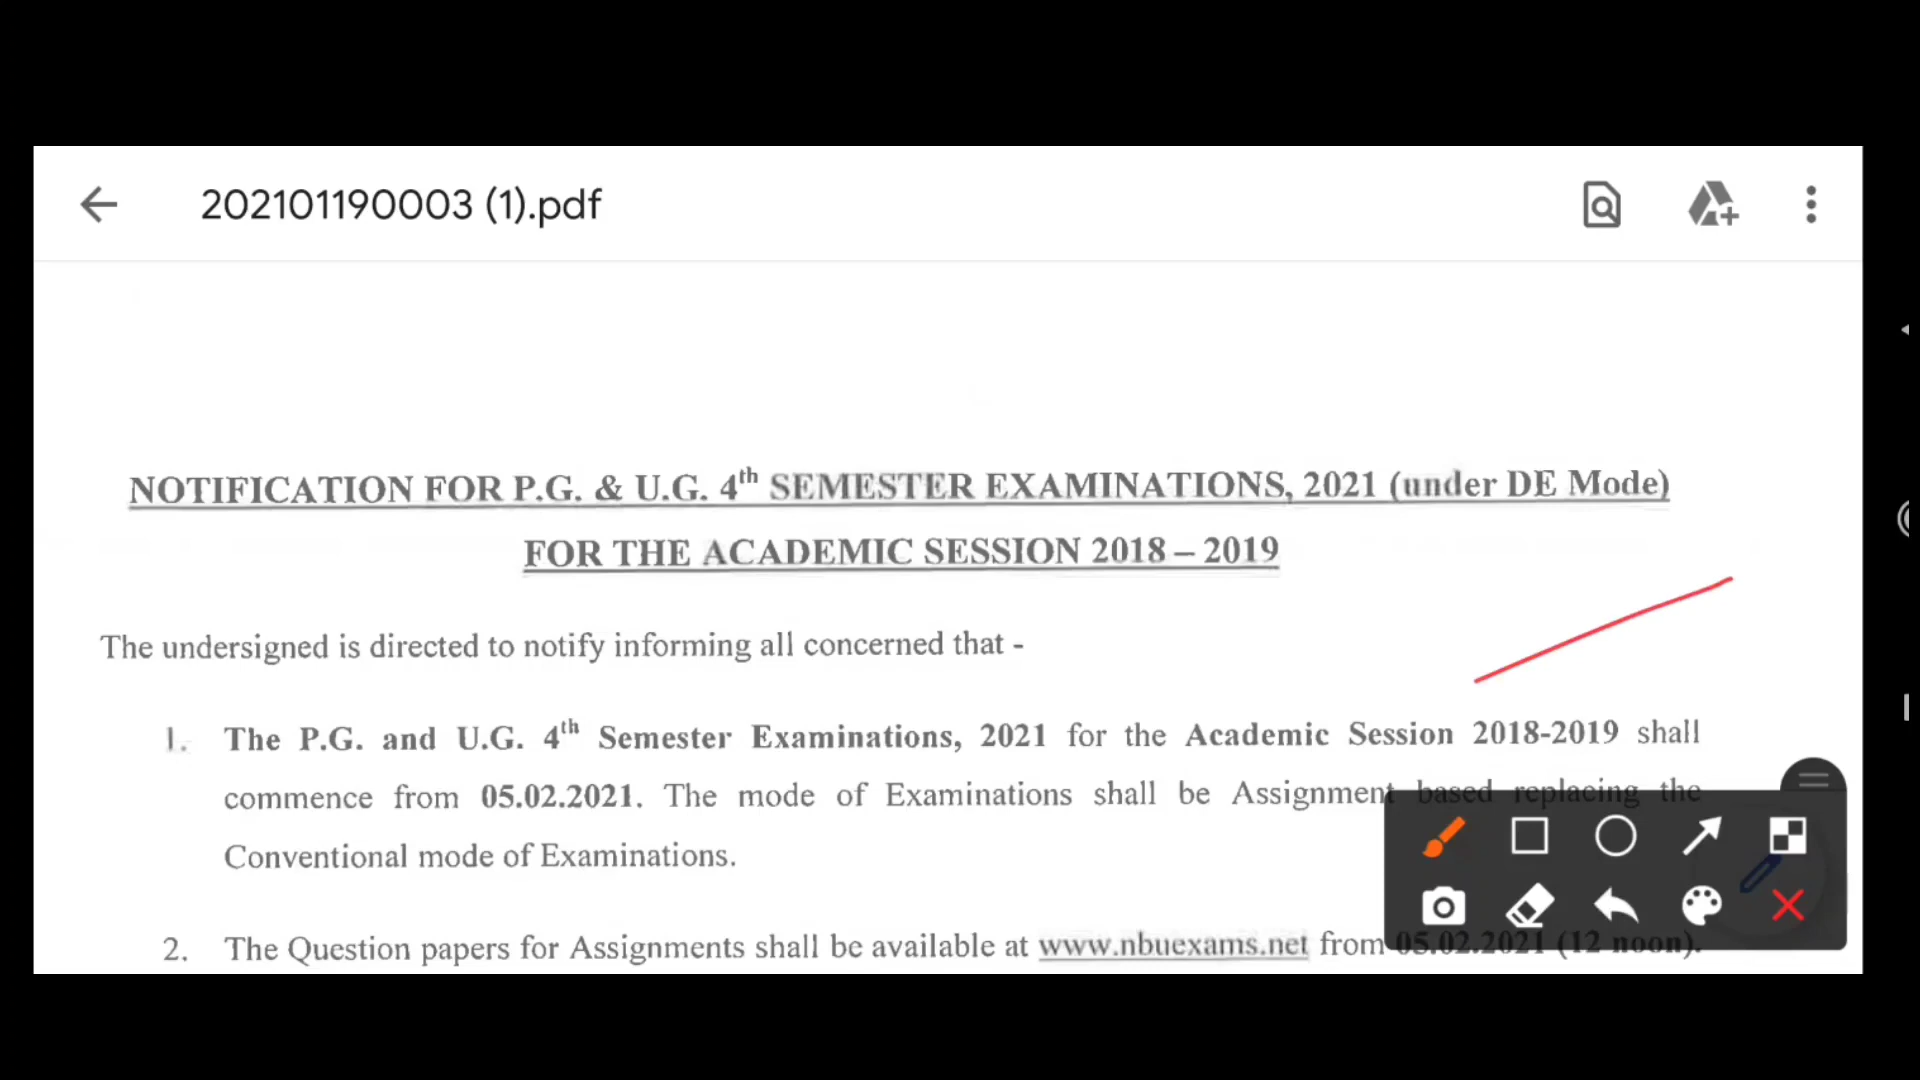 202101190003 (1).pdf
NOTIFICATION FOR P.G. & U.G. 4th SEMESTER EXAMINATIONS, 2021 (under DE Mode)
FOR THE ACADEMIC SESSION 2018 – 2019
The undersigned is directed to notify informing all concerned that -
1. The P.G. and U.G. 4th Semester Examinations, 2021 for the Academic Session 2018-2019 shall
commence from 05.02.2021. The mode of Examinations shall be Assignment based replacing the
Conventional mode of Examinations.
2. The Question papers for Assignments shall be available at www.nbuexams.net from 05.02.2021 (12 noon).